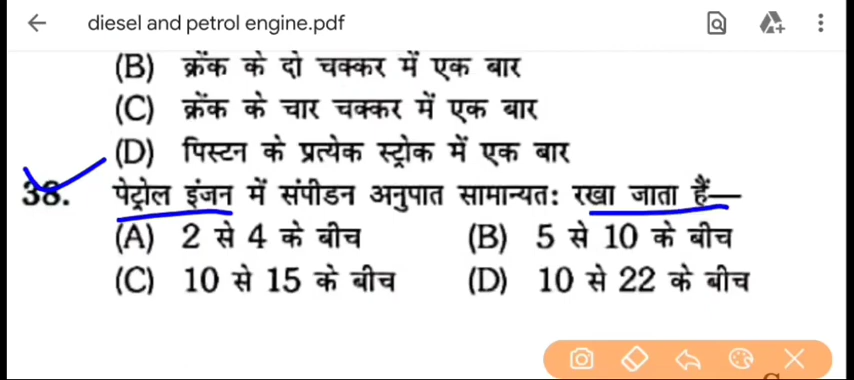 diesel and petrol engine.pdf
(B) क्रेंक के दो चक्कर में एक बार
(C) क्रेंक के चार चक्कर में एक बार
(D) पिस्टन के प्रत्येक स्ट्रोक में एक बार
38. पेट्रोल इंजन में संपीडन अनुपात सामान्यतः रखा जाता हैं—
(A) 2 से 4 के बीच (B) 5 से 10 के बीच
(C) 10 से 15 के बीच (D) 10 से 22 के बीच